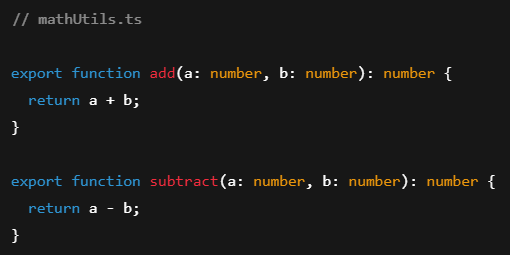 // mathUtils.ts
export function add(a: number, b: number): number {
  return a + b;
}
export function subtract(a: number, b: number): number {
  return a - b;
}